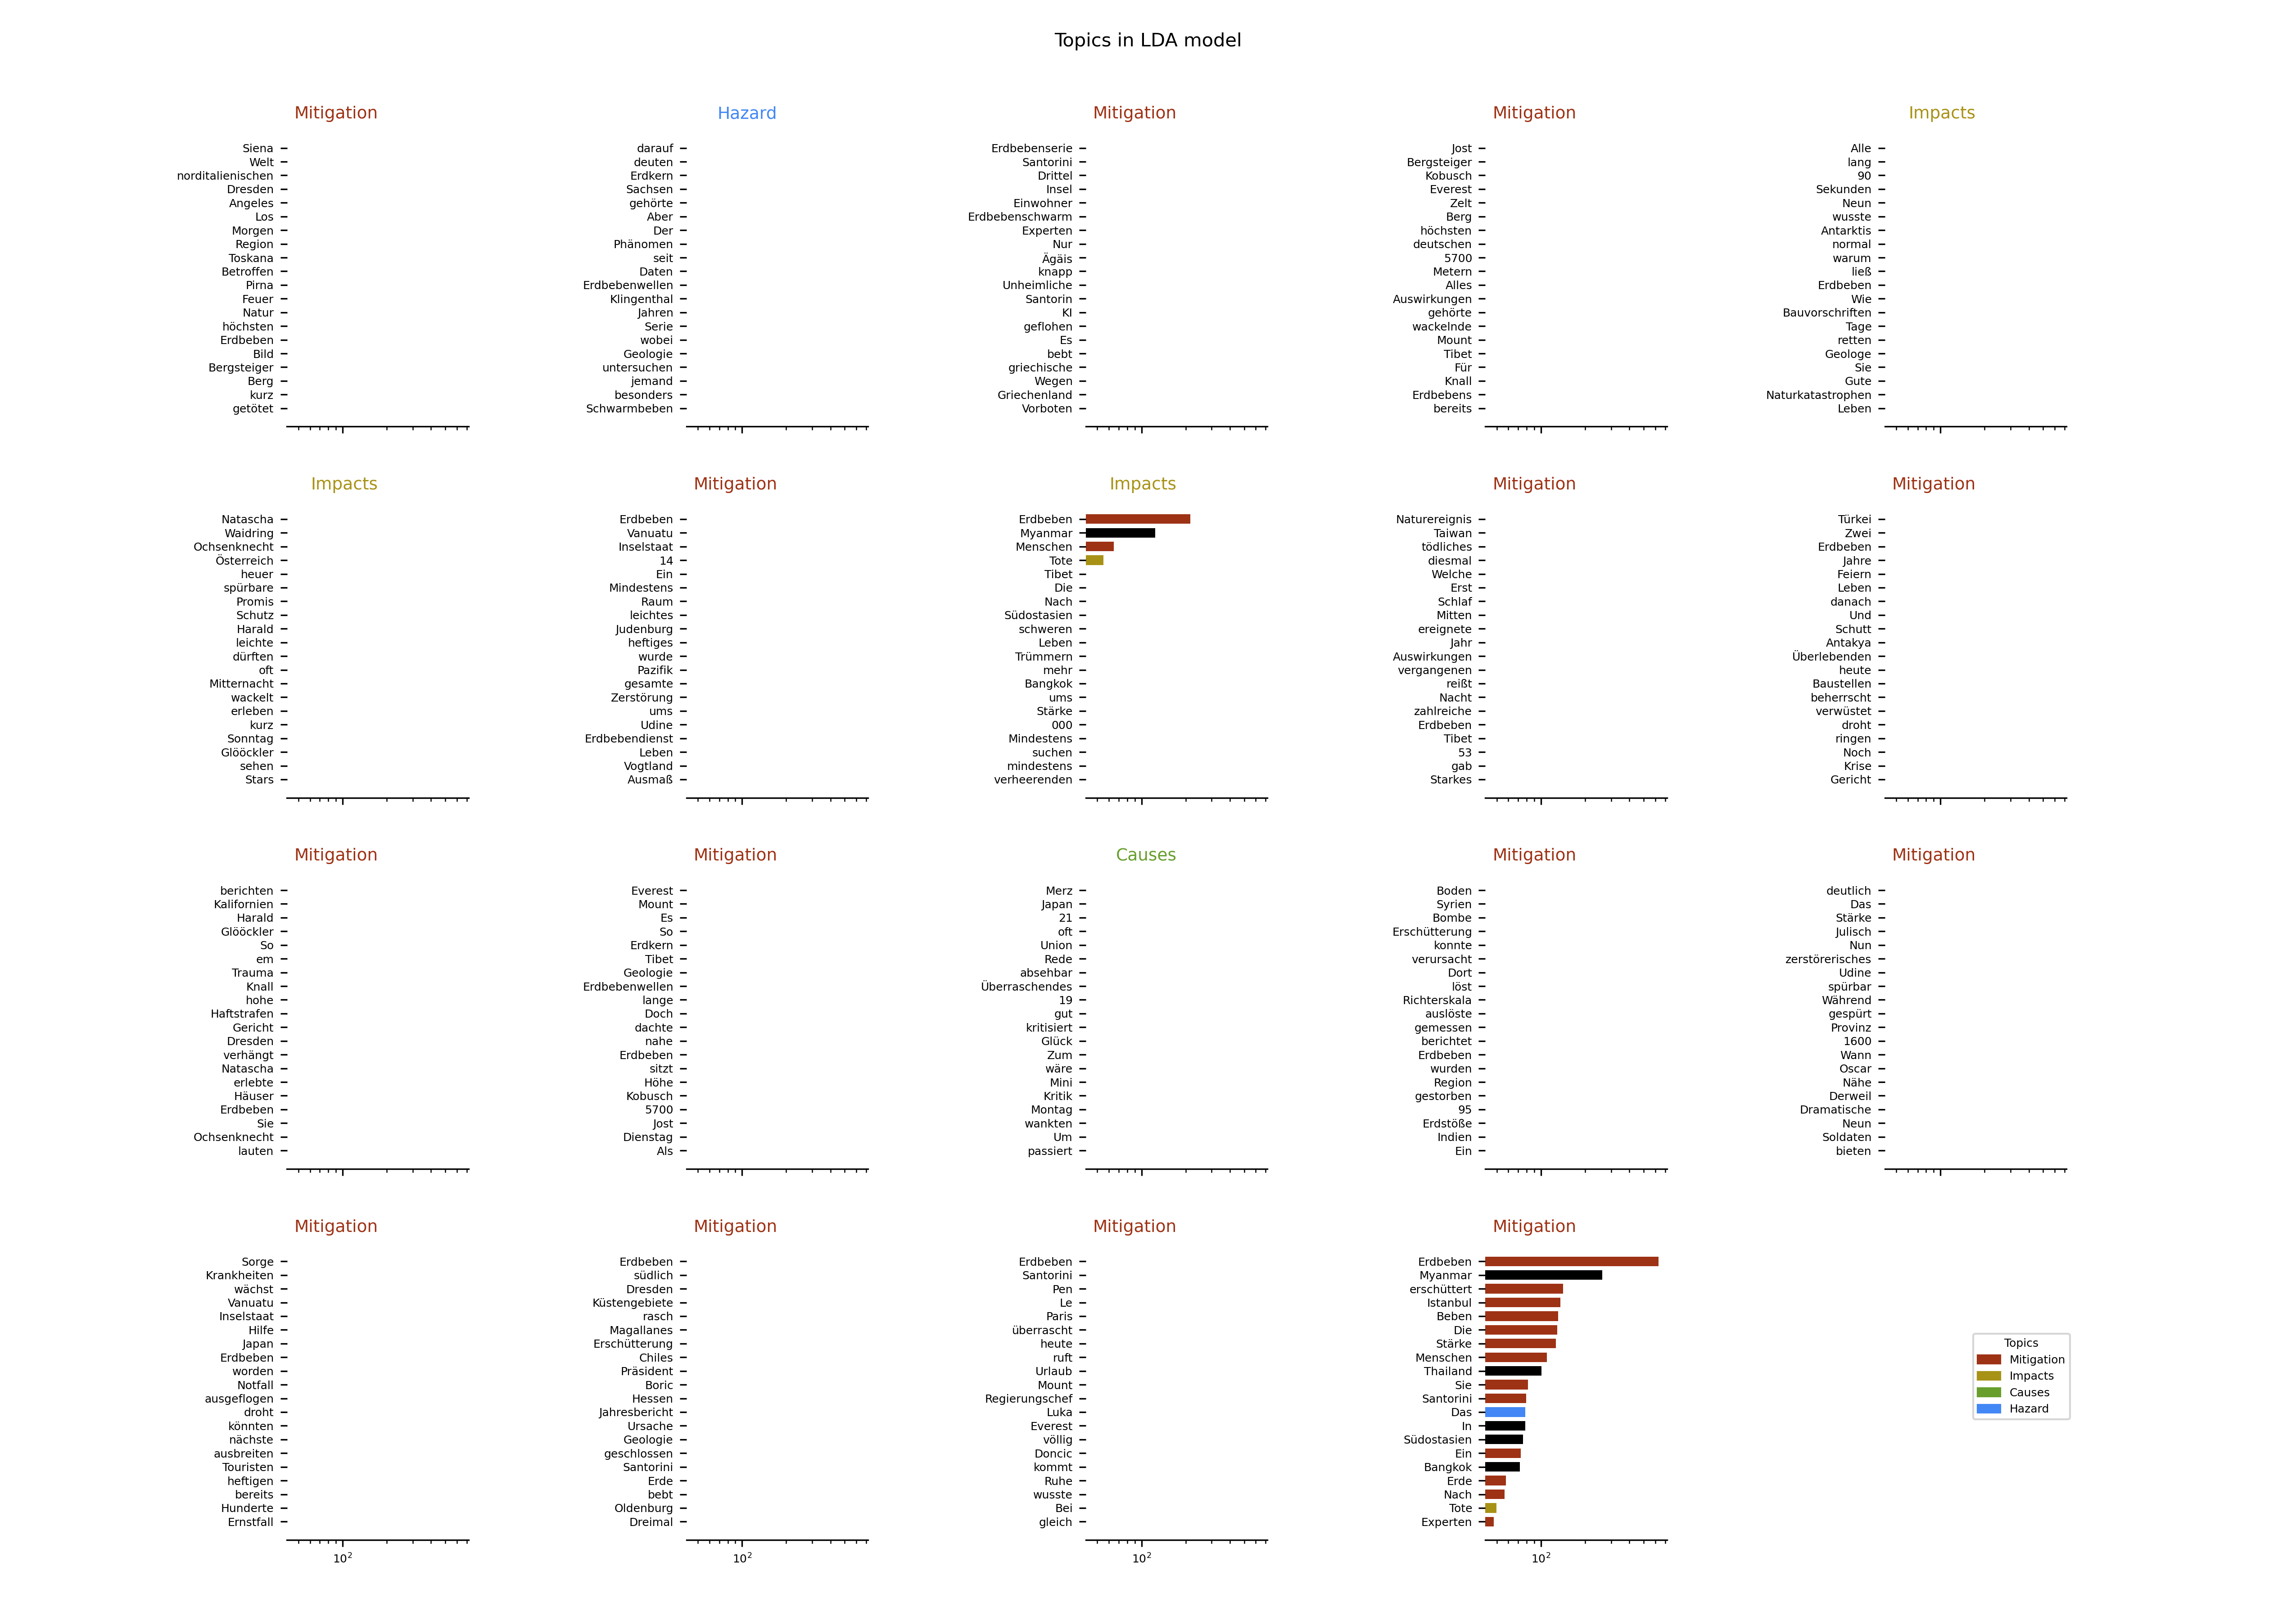 Topics in LDA model
Mitigation
Siena
Welt
norditalienischen
Dresden
Angeles
Los
Morgen
Region
Toskana
Betroffen
Pirna
Feuer
Natur
höchsten
Erdbeben
Bild
Bergsteiger
Berg
kurz
getötet
Hazard
darauf
deuten
Erdkern
Sachsen
gehörte
Aber
Der
Phänomen
seit
Daten
Erdbebenwellen
Klingenthal
Jahren
Serie
wobei
Geologie
untersuchen
jemand
besonders
Schwarmbeben
Mitigation
Erdbebenserie
Santorini
Drittel
Insel
Einwohner
Erdbebenschwarm
Experten
Nur
Ägäis
knapp
Unheimliche
Santorin
KI
geflohen
Es
bebt
griechische
Wegen
Griechenland
Vorboten
Mitigation
Jost
Bergsteiger
Kobusch
Everest
Zelt
Berg
höchsten
deutschen
5700
Metern
Alles
Auswirkungen
gehörte
wackelnde
Mount
Tibet
Für
Knall
Erdbebens
bereits
Impacts
Alle
lang
90
Sekunden
Neun
wusste
Antarktis
normal
warum
ließ
Erdbeben
Wie
Bauvorschriften
Tage
retten
Geologe
Sie
Gute
Naturkatastrophen
Leben
Impacts
Natascha
Waidring
Ochsenknecht
Österreich
heuer
spürbare
Promis
Schutz
Harald
leichte
dürften
oft
Mitternacht
wackelt
erleben
kurz
Sonntag
Glööckler
sehen
Stars
Mitigation
Erdbeben
Vanuatu
Inselstaat
14
Ein
Mindestens
Raum
leichtes
Judenburg
heftiges
wurde
Pazifik
gesamte
Zerstörung
ums
Udine
Erdbebendienst
Leben
Vogtland
Ausmaß
Impacts
Erdbeben
Myanmar
Menschen
Tote
Tibet
Die
Nach
Südostasien
schweren
Leben
Trümmern
mehr
Bangkok
ums
Stärke
000
Mindestens
suchen
mindestens
verheerenden
Mitigation
Naturereignis
Taiwan
tödliches
diesmal
Welche
Erst
Schlaf
Mitten
ereignete
Jahr
Auswirkungen
vergangenen
reißt
Nacht
zahlreiche
Erdbeben
Tibet
53
gab
Starkes
Mitigation
Türkei
Zwei
Erdbeben
Jahre
Feiern
Leben
danach
Und
Schutt
Antakya
Überlebenden
heute
Baustellen
beherrscht
verwüstet
droht
ringen
Noch
Krise
Gericht
Mitigation
berichten
Kalifornien
Harald
Glööckler
So
em
Trauma
Knall
hohe
Haftstrafen
Gericht
Dresden
verhängt
Natascha
erlebte
Häuser
Erdbeben
Sie
Ochsenknecht
lauten
Mitigation
Everest
Mount
Es
So
Erdkern
Tibet
Geologie
Erdbebenwellen
lange
Doch
dachte
nahe
Erdbeben
sitzt
Höhe
Kobusch
5700
Jost
Dienstag
Als
Causes
Merz
Japan
21
oft
Union
Rede
absehbar
Überraschendes
19
gut
kritisiert
Glück
Zum
wäre
Mini
Kritik
Montag
wankten
Um
passiert
Mitigation
Boden
Syrien
Bombe
Erschütterung
konnte
verursacht
Dort
löst
Richterskala
auslöste
gemessen
berichtet
Erdbeben
wurden
Region
gestorben
95
Erdstöße
Indien
Ein
Mitigation
deutlich
Das
Stärke
Julisch
Nun
zerstörerisches
Udine
spürbar
Während
gespürt
Provinz
1600
Wann
Oscar
Nähe
Derweil
Dramatische
Neun
Soldaten
bieten
Mitigation
Sorge
Krankheiten
wächst
Vanuatu
Inselstaat
Hilfe
Japan
Erdbeben
worden
Notfall
ausgeflogen
droht
könnten
nächste
ausbreiten
Touristen
heftigen
bereits
Hunderte
Ernstfall
10²
Mitigation
Erdbeben
südlich
Dresden
Küstengebiete
rasch
Magallanes
Erschütterung
Chiles
Präsident
Boric
Hessen
Jahresbericht
Ursache
Geologie
geschlossen
Santorini
Erde
bebt
Oldenburg
Dreimal
10²
Mitigation
Erdbeben
Santorini
Pen
Le
Paris
überrascht
heute
ruft
Urlaub
Mount
Regierungschef
Luka
Everest
völlig
Doncic
kommt
Ruhe
wusste
Bei
gleich
10²
Mitigation
Erdbeben
Myanmar
erschüttert
Istanbul
Beben
Die
Stärke
Menschen
Thailand
Sie
Santorini
Das
In
Südostasien
Ein
Bangkok
Erde
Nach
Tote
Experten
10²
Topics
Mitigation
Impacts
Causes
Hazard